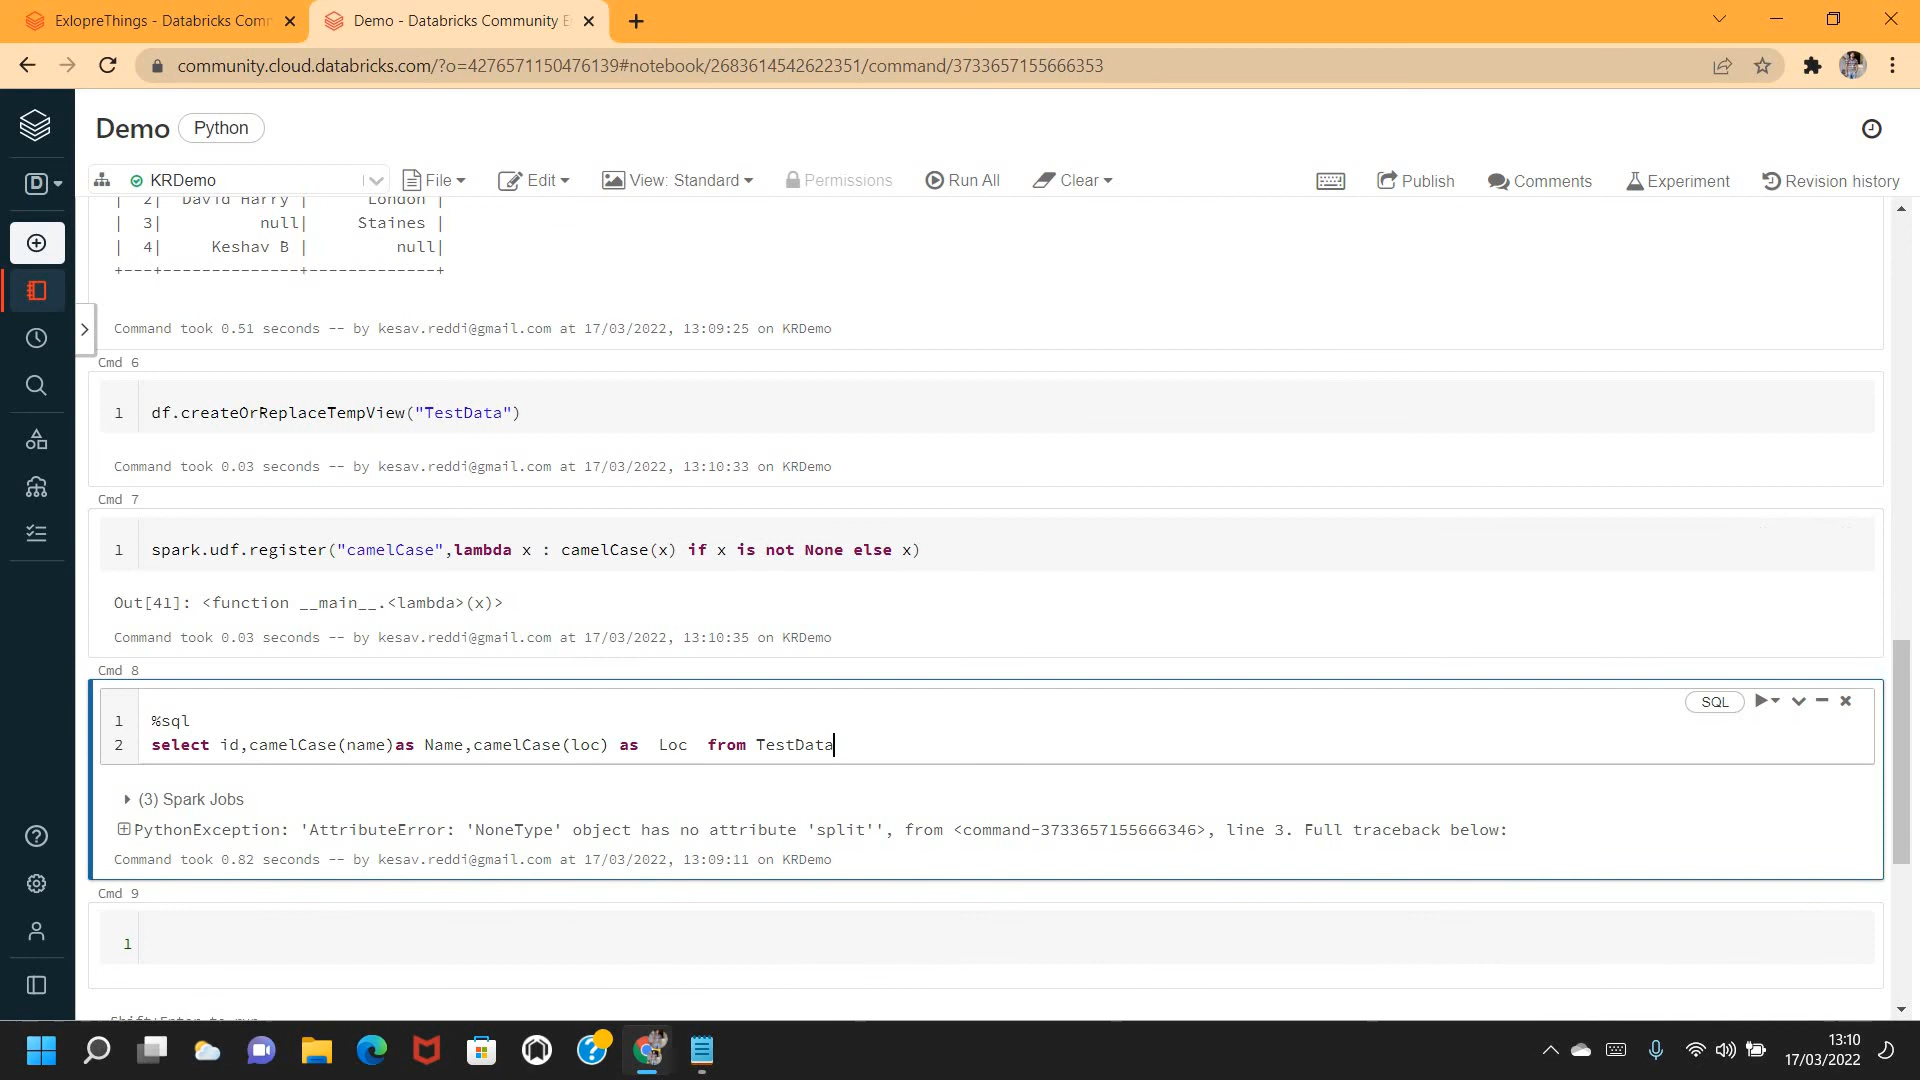 ExlopreThings - Databricks Comm
Demo - Databricks Community E
community.cloud.databricks.com/?o=4276571150476139#notebook/2683614542622351/command/3733657155666353
Demo
Python
KRDemo
File
Edit
View: Standard
Permissions
Run All
Clear
Publish
Comments
Experiment
Revision history
D
| 2| David Harry | London |
| 3| null| Staines |
| 4| Keshav B | null|
+---+--------------+-------------+
Command took 0.51 seconds -- by kesav.reddi@gmail.com at 17/03/2022, 13:09:25 on KRDemo
Cmd 6
1 df.createOrReplaceTempView("TestData")
Command took 0.03 seconds -- by kesav.reddi@gmail.com at 17/03/2022, 13:10:33 on KRDemo
Cmd 7
1 spark.udf.register("camelCase",lambda x : camelCase(x) if x is not None else x)
Out[41]: <function __main__.<lambda>(x)>
Command took 0.03 seconds -- by kesav.reddi@gmail.com at 17/03/2022, 13:10:35 on KRDemo
Cmd 8
SQL
1 %sql
2 select id,camelCase(name)as Name,camelCase(loc) as  Loc  from TestData
(3) Spark Jobs
PythonException: 'AttributeError: 'NoneType' object has no attribute 'split'', from <command-3733657155666346>, line 3. Full traceback below:
Command took 0.82 seconds -- by kesav.reddi@gmail.com at 17/03/2022, 13:09:11 on KRDemo
Cmd 9
1
Shift+Enter to run
13:10
17/03/2022